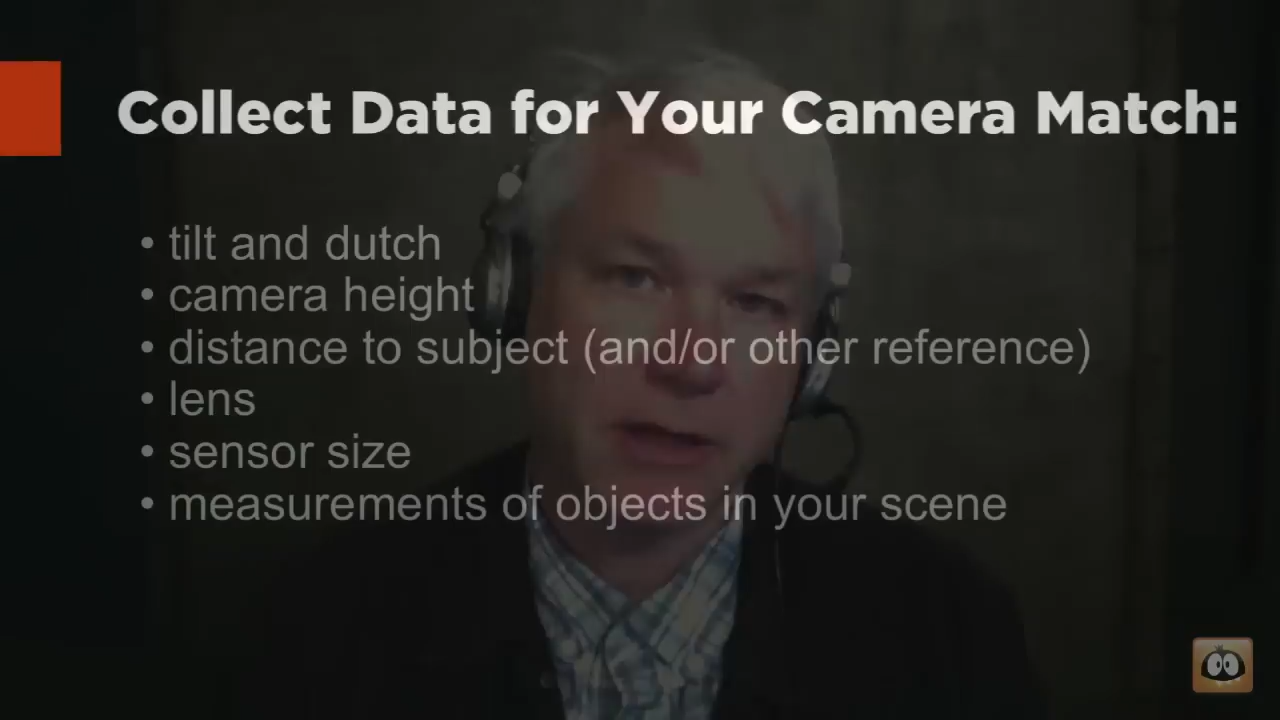 Collect Data for Your Camera Match:
• tilt and dutch
• camera height
• distance to subject (and/or other reference)
• lens
• sensor size
• measurements of objects in your scene